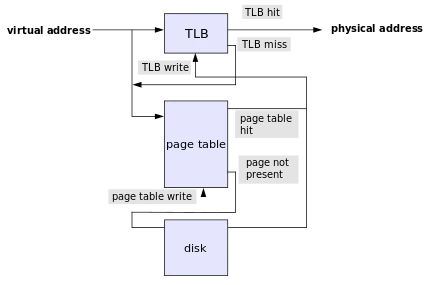 TLB hit
virtual address
TLB
physical address
TLB miss
TLB write
page table
hit
page table
page not
present
page table write
disk